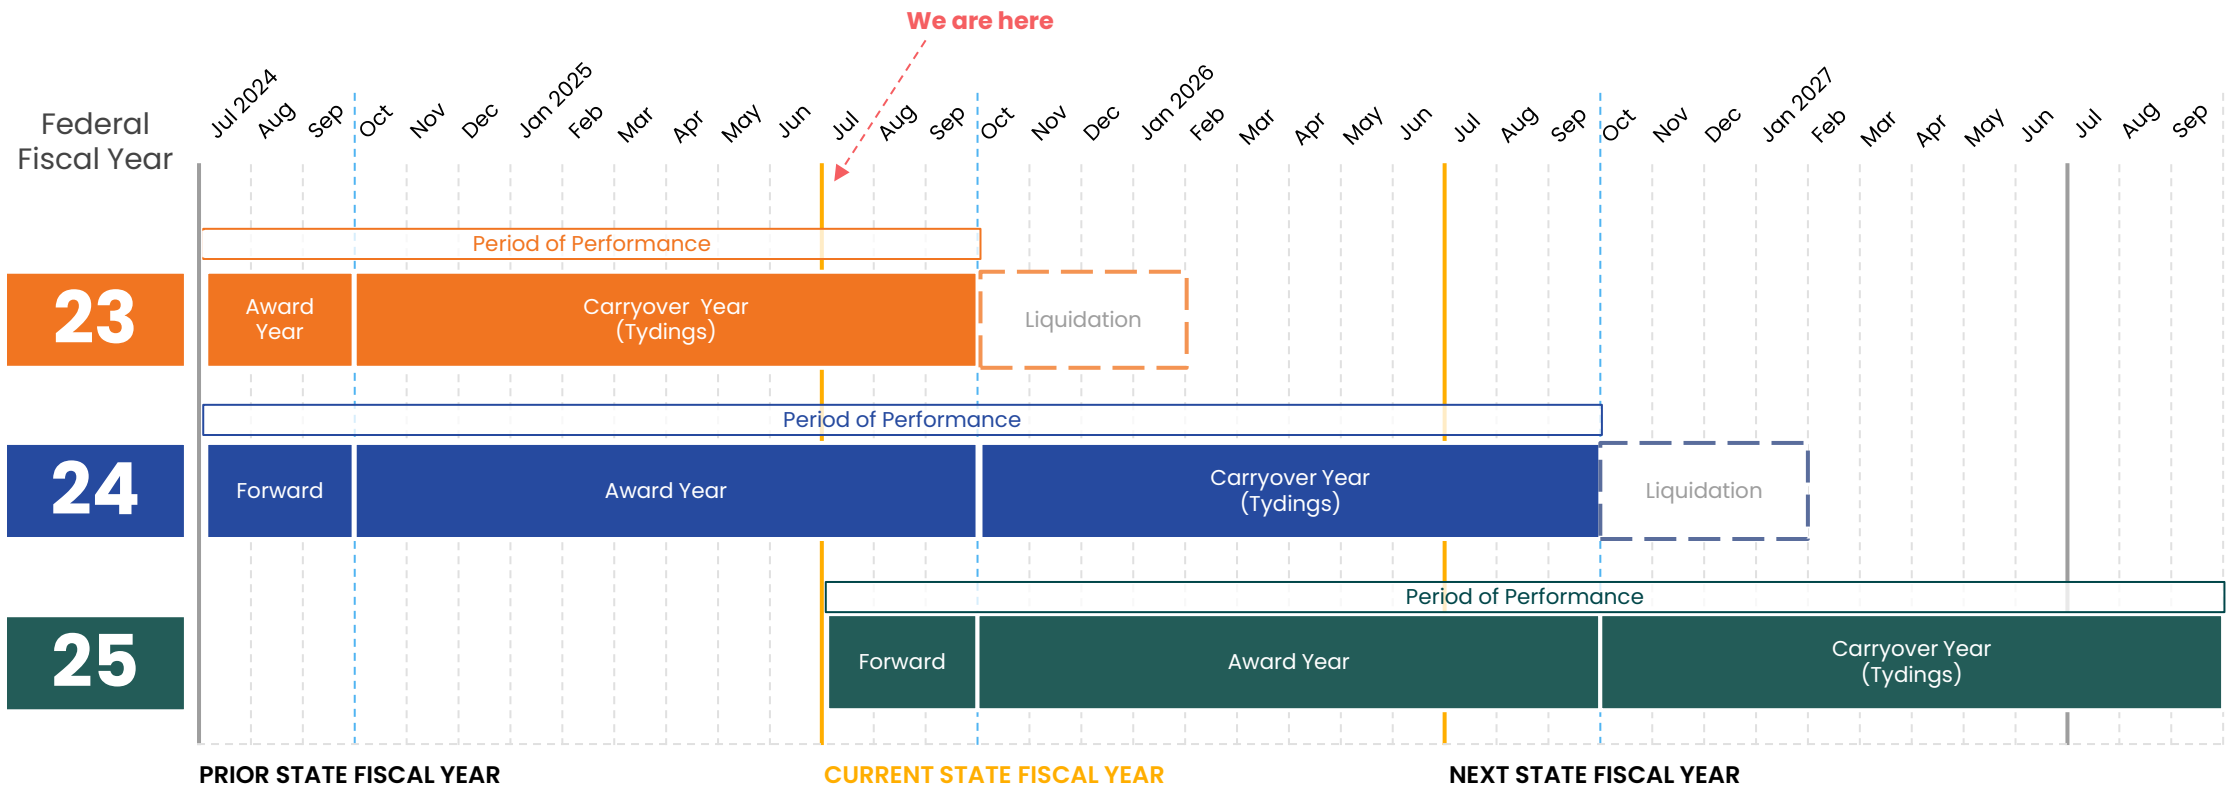 We are here
Federal
Fiscal Year
Jul 2024
Aug
Sep
Oct
Nov
Dec
Jan 2025
Feb
Mar
Apr
May
Jun
Jul
Aug
Sep
Oct
Nov
Dec
Jan 2026
Feb
Mar
Apr
May
Jun
Jul
Aug
Sep
Oct
Nov
Dec
Jan 2027
Feb
Mar
Apr
May
Jun
Jul
Aug
Sep
Period of Performance
23
Award
Year
Carryover Year
(Tydings)
Liquidation
Period of Performance
24
Forward
Award Year
Carryover Year
(Tydings)
Liquidation
Period of Performance
25
Forward
Award Year
Carryover Year
(Tydings)
PRIOR STATE FISCAL YEAR
CURRENT STATE FISCAL YEAR
NEXT STATE FISCAL YEAR